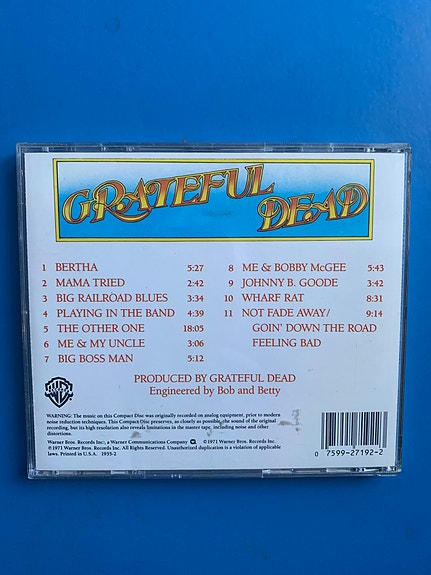 GRATEFUL DEAD
1 BERTHA 5:27
2 MAMA TRIED 2:42
3 BIG RAILROAD BLUES 3:34
4 PLAYING IN THE BAND 4:39
5 THE OTHER ONE 18:05
6 ME & MY UNCLE 3:06
7 BIG BOSS MAN 5:12
8 ME & BOBBY McGEE 5:43
9 JOHNNY B. GOODE 3:42
10 WHARF RAT 8:31
11 NOT FADE AWAY/ 9:14
GOIN' DOWN THE ROAD
FEELING BAD
PRODUCED BY GRATEFUL DEAD
Engineered by Bob and Betty
WARNING: The music on this Compact Disc was originally recorded on analog equipment, prior to modern
noise reduction techniques. This Compact Disc preserves, as closely as possible, the sound of the original
recording, but its high resolution also reveals limitations in the master tape, including noise and other
distortions.
Warner Bros. Records Inc., a Warner Communications Company ©1971 Warner Bros. Records Inc.
℗1971 Warner Bros. Records Inc. Unauthorized duplication is a violation of applicable
laws. Printed in U.S.A. 1935-2
0 7599-27192-2